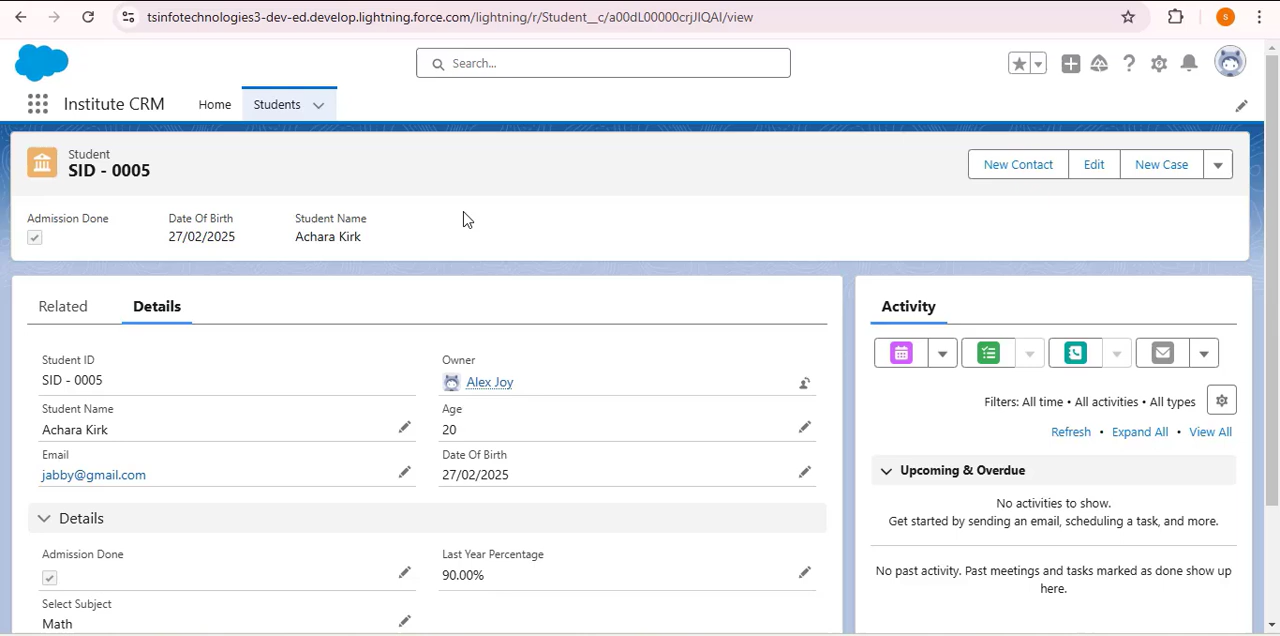 tsinfotechnologies3-dev-ed.develop.lightning.force.com/lightning/r/Student__c/a00dL00000crjJIQAI/view
Search...
Institute CRM Home Students
Student
SID - 0005
New Contact Edit New Case
Admission Done Date Of Birth Student Name
27/02/2025 Achara Kirk
Related Details
Activity
Student ID Owner
SID - 0005 Alex Joy
Student Name Age
Achara Kirk 20
Email Date Of Birth
jabby@gmail.com 27/02/2025
Details
Admission Done Last Year Percentage
90.00%
Select Subject
Math
Filters: All time • All activities • All types
Refresh • Expand All • View All
Upcoming & Overdue
No activities to show.
Get started by sending an email, scheduling a task, and more.
No past activity. Past meetings and tasks marked as done show up
here.
s